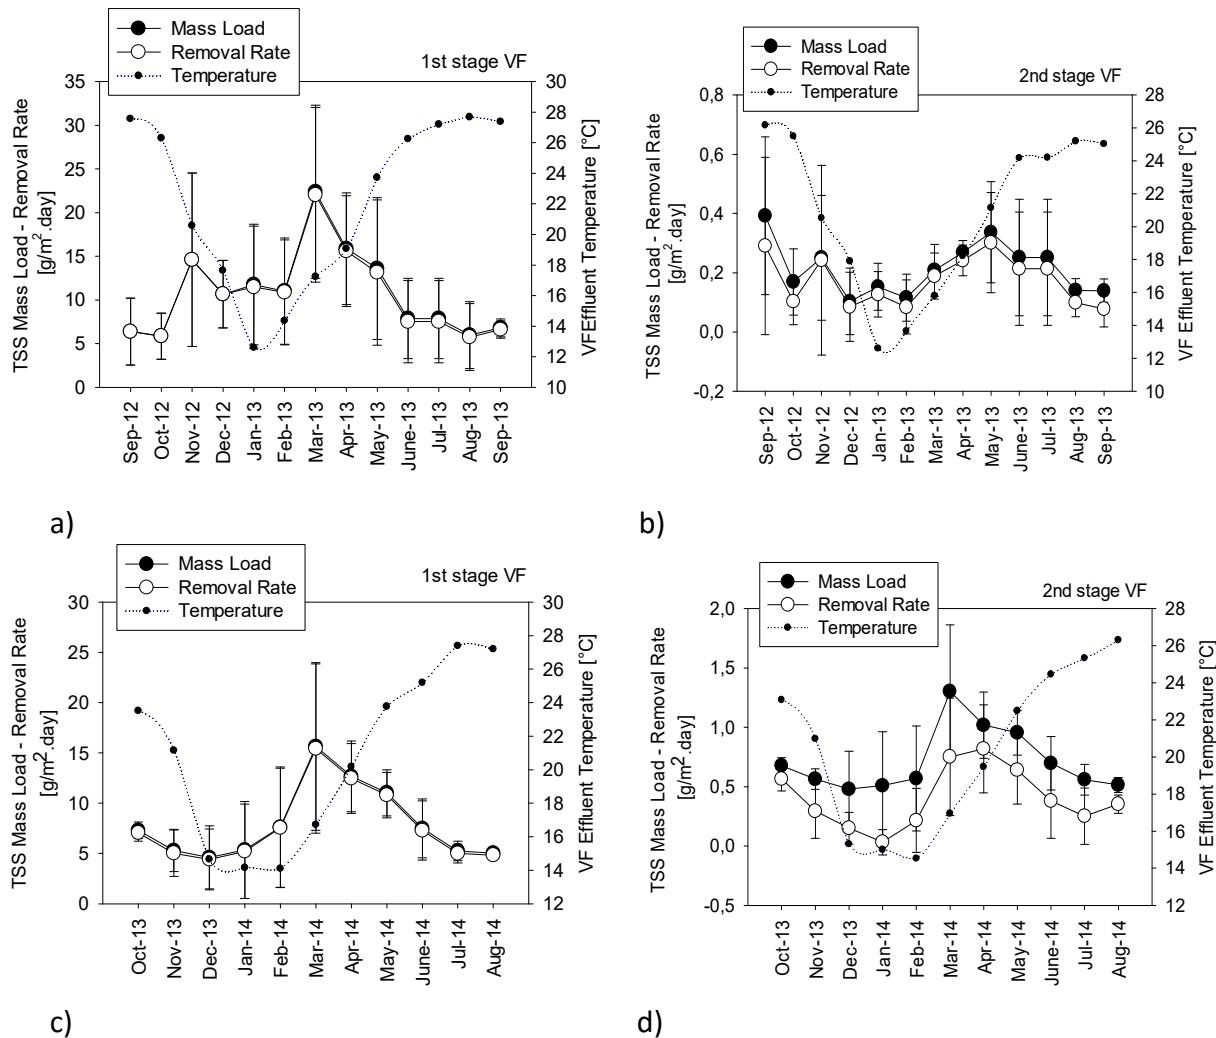 Mass Load
Removal Rate
Temperature
1st stage VF
35
30
25
20
15
10
5
0
TSS Mass Load - Removal Rate
[g/m².day]
30
28
26
24
22
20
18
16
14
12
10
VFEffluent Temperature [°C]
Sep-12
Oct-12
Nov-12
Dec-12
Jan-13
Feb-13
Mar-13
Apr-13
May-13
June-13
Jul-13
Aug-13
Sep-13
a)
Mass Load
Removal Rate
Temperature
2nd stage VF
0,8
0,6
0,4
0,2
0,0
-0,2
TSS Mass Load - Removal Rate
[g/m².day]
28
26
24
22
20
18
16
14
12
10
VF Effluent Temperature [°C]
Sep-12
Oct-12
Nov-12
Dec-12
Jan-13
Feb-13
Mar-13
Apr-13
May-13
June-13
Jul-13
Aug-13
Sep-13
b)
Mass Load
Removal Rate
Temperature
1st stage VF
30
25
20
15
10
5
0
TSS Mass Load - Removal Rate
[g/m².day]
30
28
26
24
22
20
18
16
14
12
VF Effluent Temperature [°C]
Oct-13
Nov-13
Dec-13
Jan-14
Feb-14
Mar-14
Apr-14
May-14
June-14
Jul-14
Aug-14
c)
Mass Load
Removal Rate
Temperature
2nd stage VF
2,0
1,5
1,0
0,5
0,0
-0,5
TSS Mass Load - Removal Rate
[g/m².day]
28
26
24
22
20
18
16
14
12
VF Effluent Temperature [°C]
Oct-13
Nov-13
Dec-13
Jan-14
Feb-14
Mar-14
Apr-14
May-14
June-14
Jul-14
Aug-14
d)